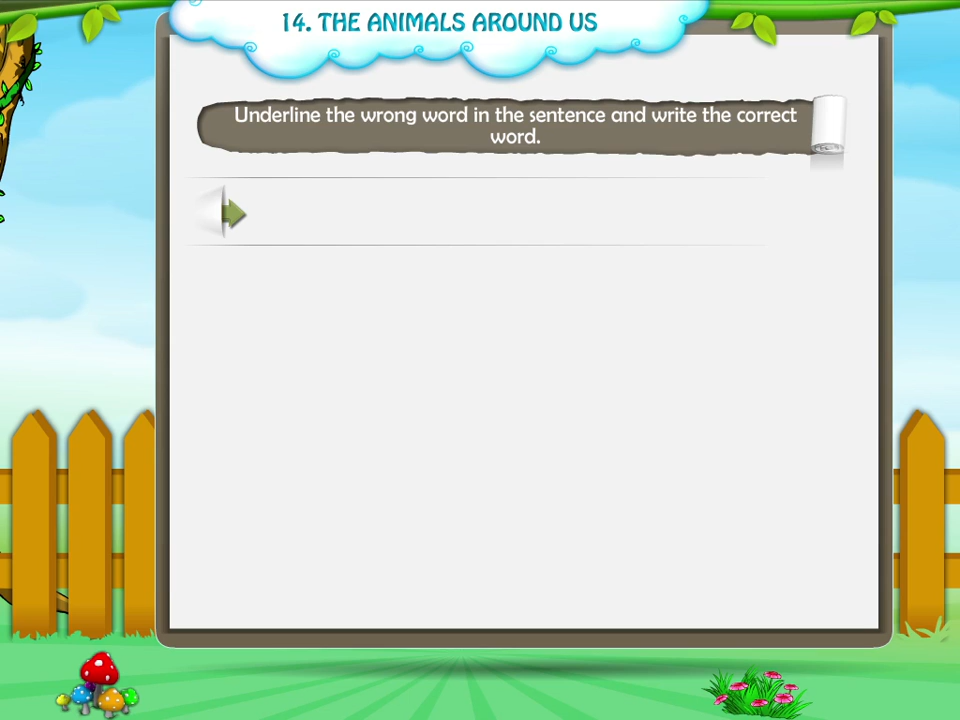 14. THE ANIMALS AROUND US
Underline the wrong word in the sentence and write the correct
word.